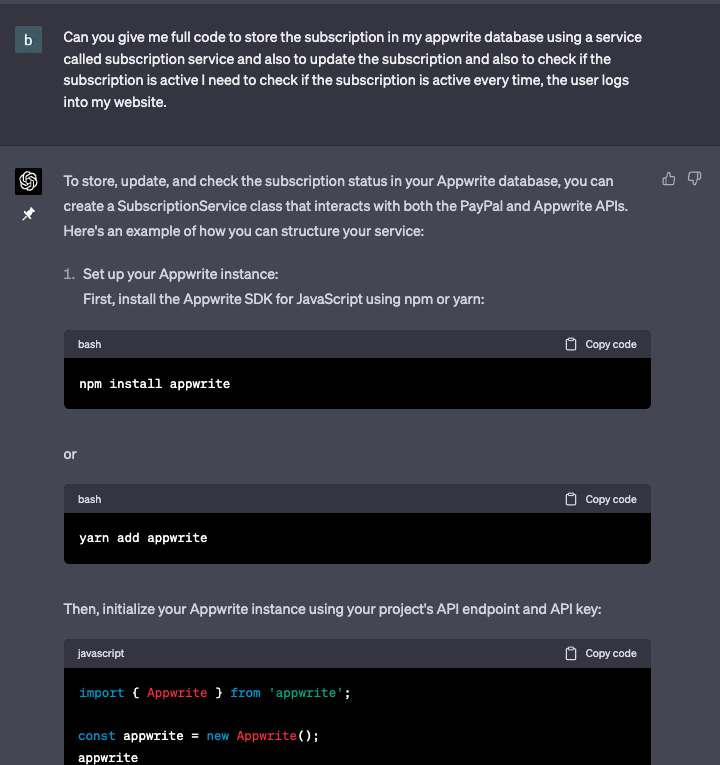 b
Can you give me full code to store the subscription in my appwrite database using a service
called subscription service and also to update the subscription and also to check if the
subscription is active I need to check if the subscription is active every time, the user logs
into my website.
To store, update, and check the subscription status in your Appwrite database, you can
create a SubscriptionService class that interacts with both the PayPal and Appwrite APIs.
Here's an example of how you can structure your service:
1. Set up your Appwrite instance:
First, install the Appwrite SDK for JavaScript using npm or yarn:
bash Copy code
npm install appwrite
or
bash Copy code
yarn add appwrite
Then, initialize your Appwrite instance using your project's API endpoint and API key:
javascript Copy code
import { Appwrite } from 'appwrite';
const appwrite = new Appwrite();
appwrite